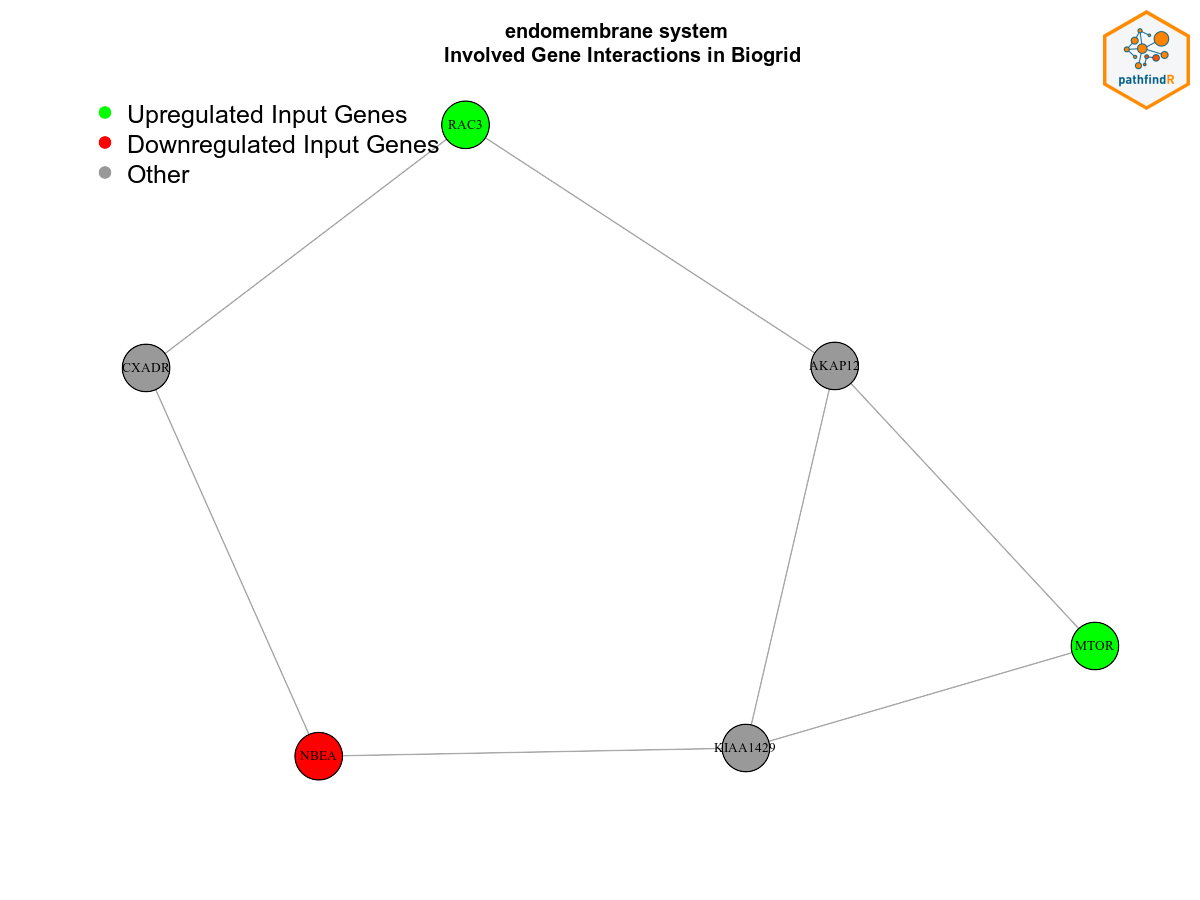 endomembrane system
Involved Gene Interactions in Biogrid
pathfindR
Upregulated Input Genes
Downregulated Input Genes
Other
RAC3
CXADR
AKAP12
MTOR
NBEA
KIAA1429